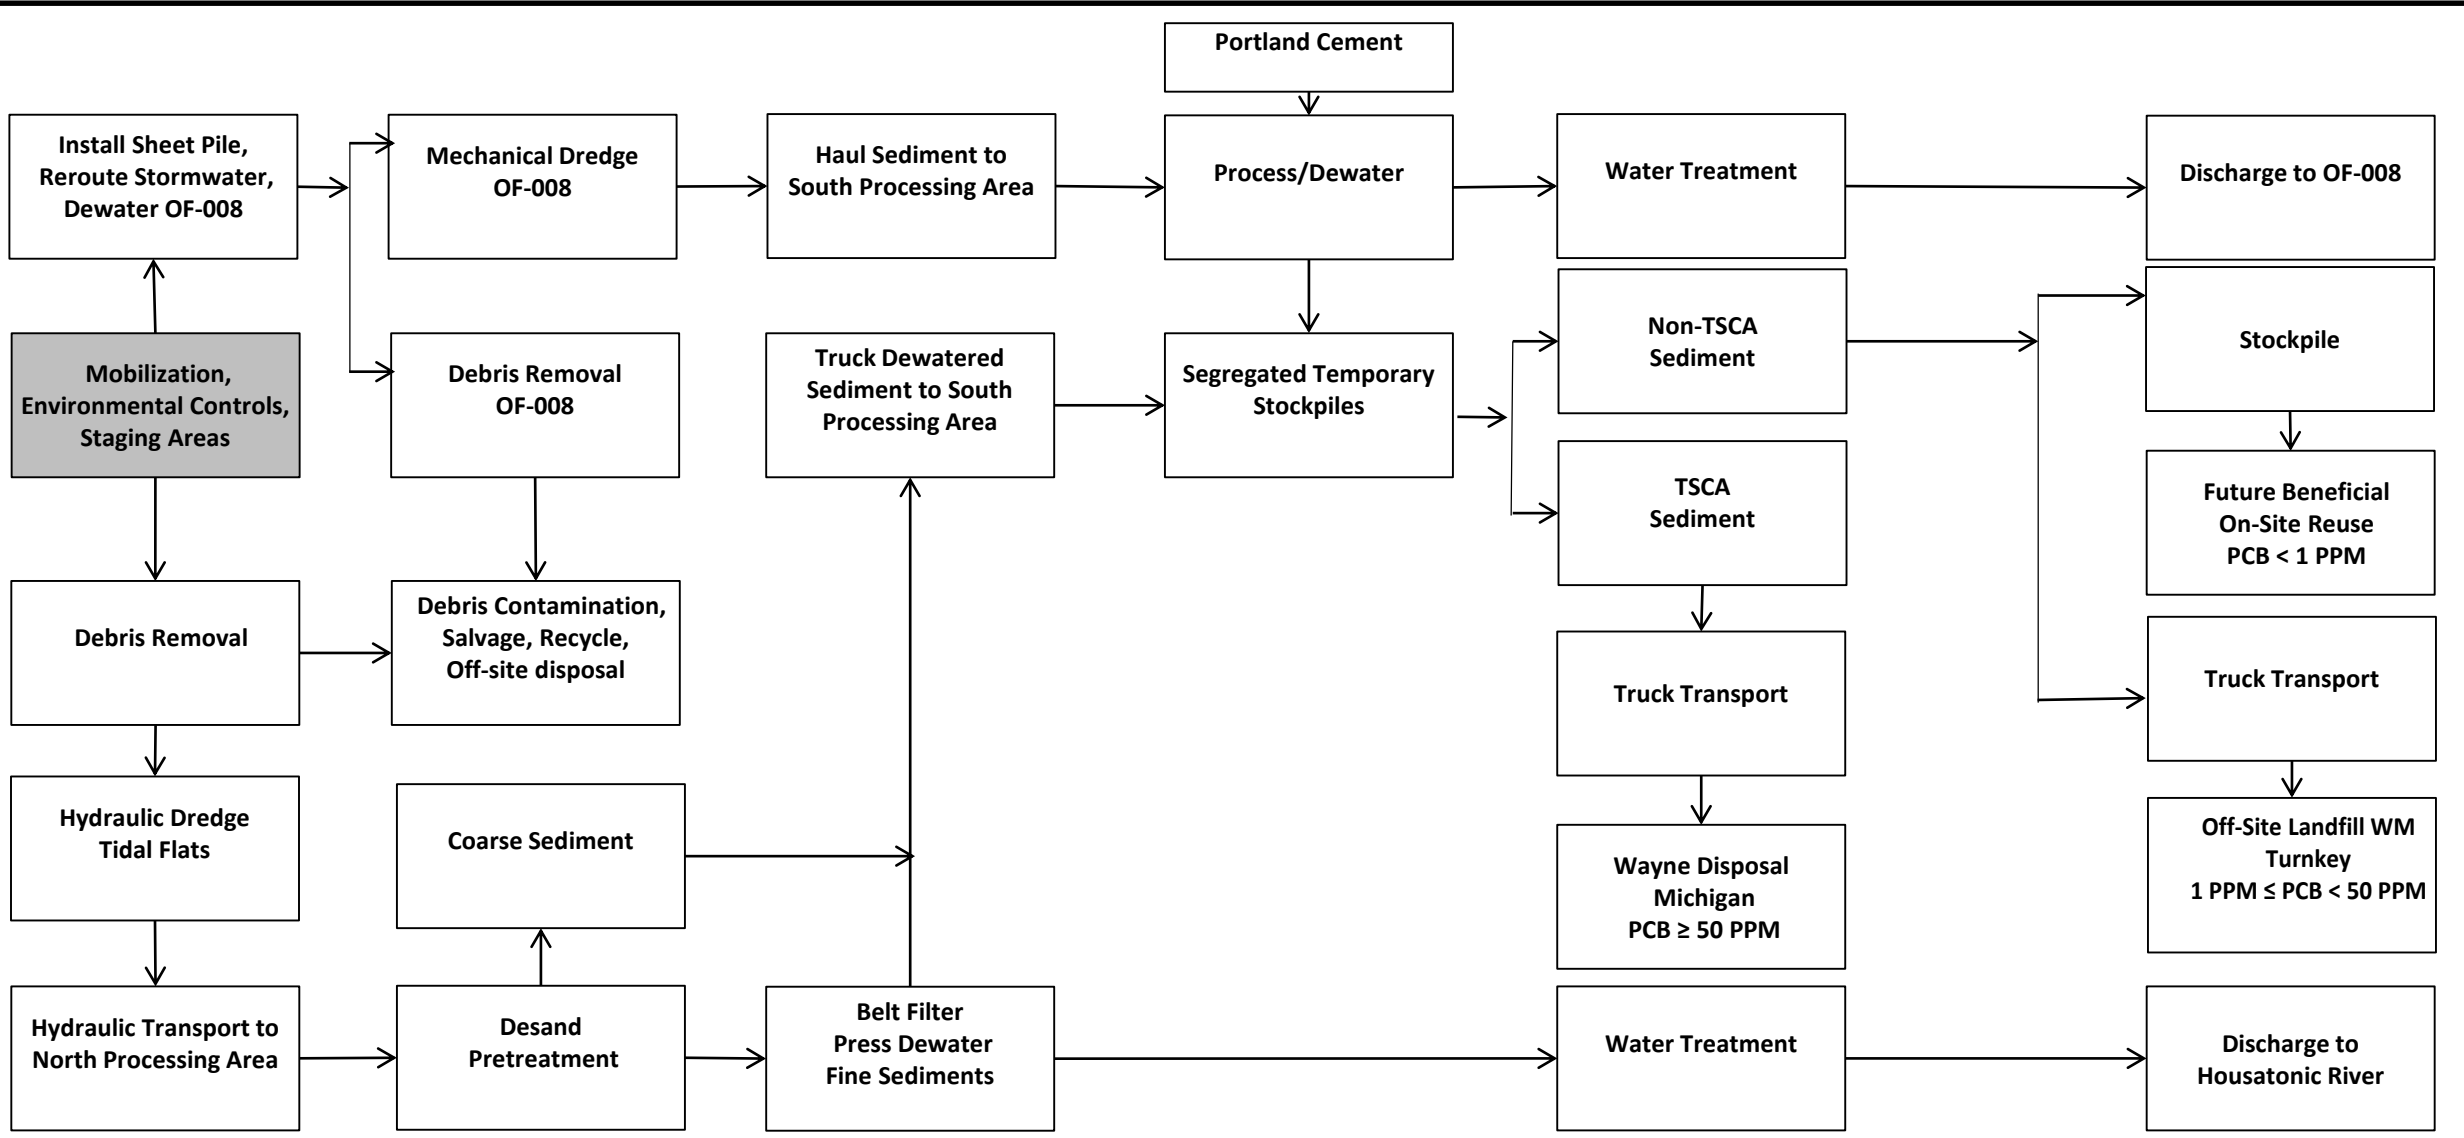 Portland Cement
Install Sheet Pile,
Reroute Stormwater,
Dewater OF-008
Mechanical Dredge
OF-008
Haul Sediment to
South Processing Area
Process/Dewater
Water Treatment
Discharge to OF-008
Mobilization,
Environmental Controls,
Staging Areas
Debris Removal
OF-008
Truck Dewatered
Sediment to South
Processing Area
Segregated Temporary
Stockpiles
Non-TSCA
Sediment
Stockpile
TSCA
Sediment
Future Beneficial
On-Site Reuse
PCB < 1 PPM
Debris Removal
Debris Contamination,
Salvage, Recycle,
Off-site disposal
Truck Transport
Truck Transport
Hydraulic Dredge
Tidal Flats
Coarse Sediment
Wayne Disposal
Michigan
PCB ≥ 50 PPM
Off-Site Landfill WM
Turnkey
1 PPM ≤ PCB < 50 PPM
Hydraulic Transport to
North Processing Area
Desand
Pretreatment
Belt Filter
Press Dewater
Fine Sediments
Water Treatment
Discharge to
Housatonic River